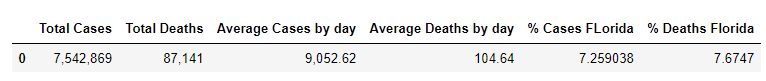 Total Cases Total Deaths Average Cases by day Average Deaths by day % Cases FLorida % Deaths Florida
0 7,542,869 87,141 9,052.62 104.64 7.259038 7.6747